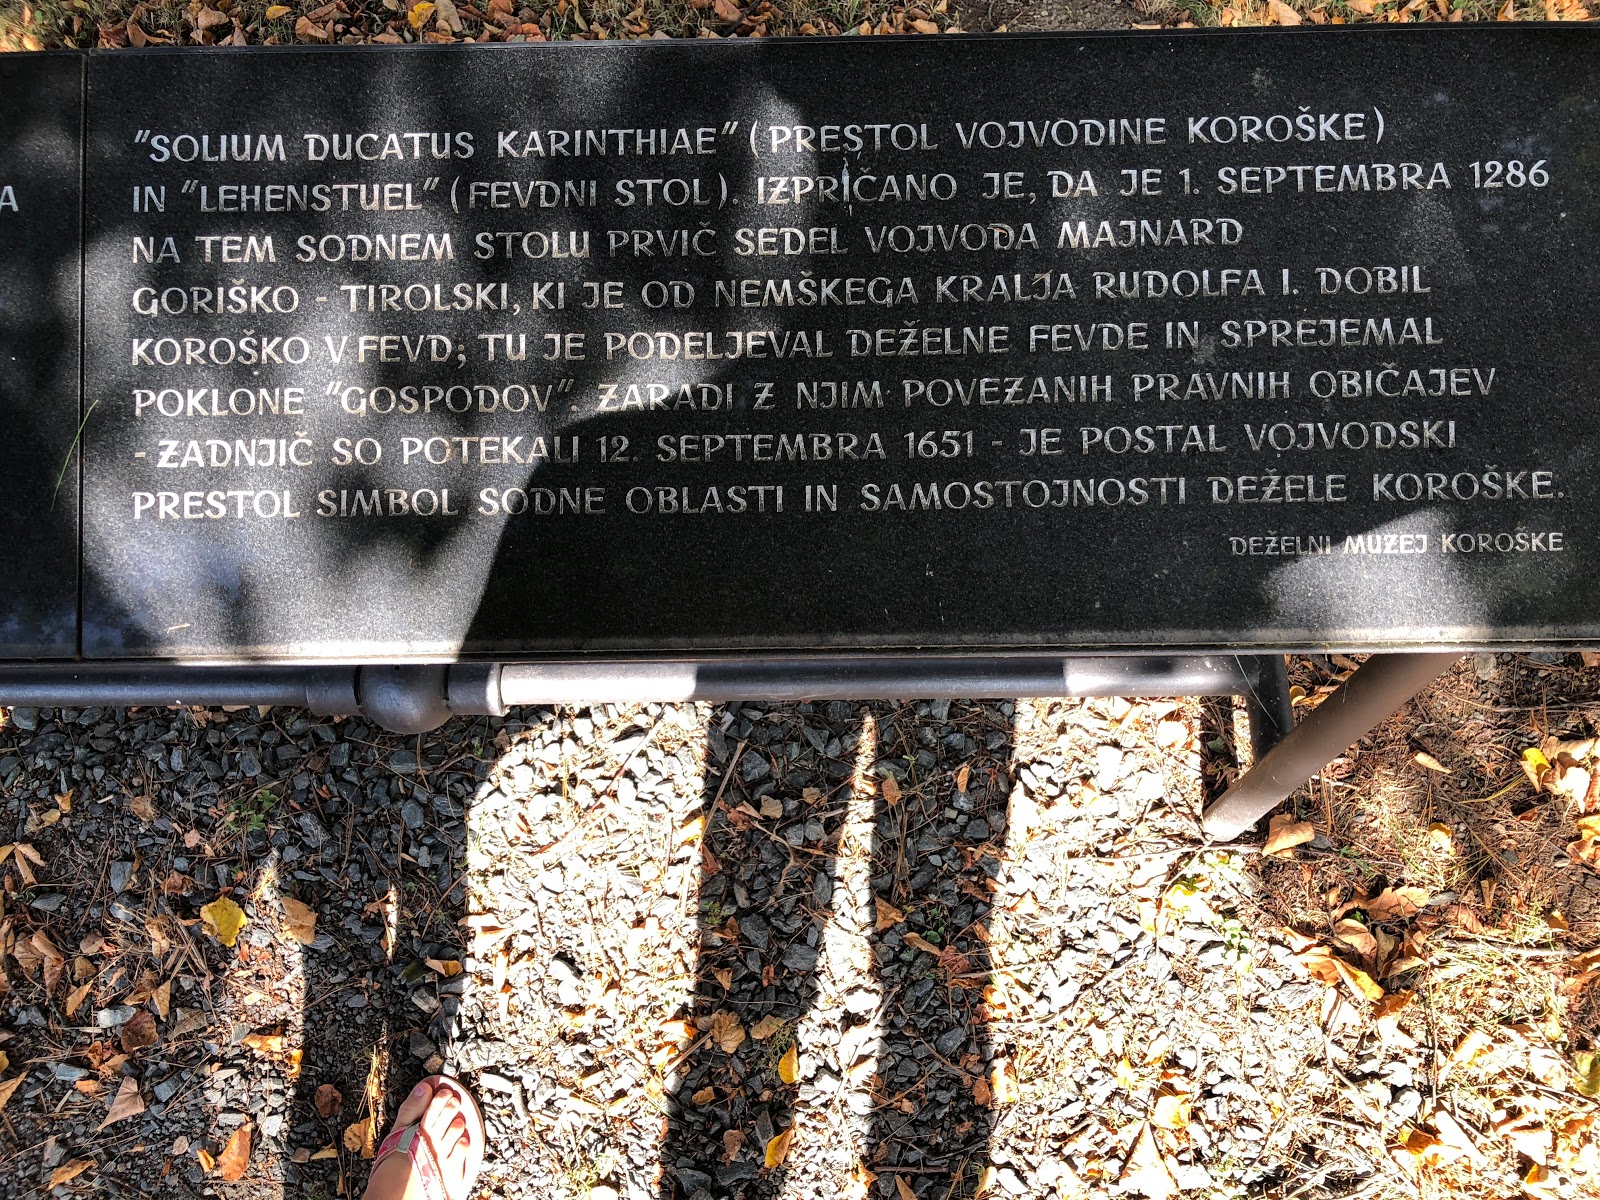 A
"SOLIUM DUCATUS KARINTHIAE" (PRESTOL VOJVODINE KOROŠKE)
IN "LEHENSTUEL" (FEVDNI STOL). IZPRIČANO JE, DA JE 1. SEPTEMBRA 1286
NA TEM SODNEM STOLU PRVIČ SEDEL VOJVODA MAJNARD
GORIŠKO - TIROLSKI, KI JE OD NEMŠKEGA KRALJA RUDOLFA I. DOBIL
KOROŠKO V FEVD; TU JE PODELJEVAL DEŽELNE FEVDE IN SPREJEMAL
POKLONE "GOSPODOV". ZARADI Z NJIM POVEZANIH PRAVNIH OBIČAJEV
- ZADNJIČ SO POTEKALI 12. SEPTEMBRA 1651 - JE POSTAL VOJVODSKI
PRESTOL SIMBOL SODNE OBLASTI IN SAMOSTOJNOSTI DEŽELE KOROŠKE.
DEŽELNI MUZEJ KOROŠKE